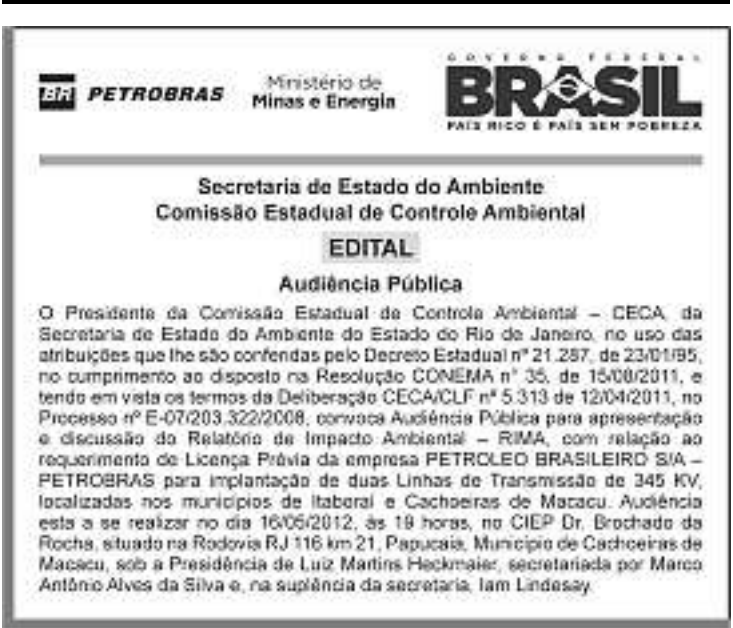 BR PETROBRAS
Ministério de
Minas e Energia
GOVERNO FEDERAL
BRASIL
PAÍS RICO É PAÍS SEM POBREZA
Secretaria de Estado do Ambiente
Comissão Estadual de Controle Ambiental
EDITAL
Audiência Pública
O Presidente da Comissão Estadual de Controle Ambiental – CECA, da
Secretaria de Estado do Ambiente do Estado do Rio de Janeiro, no uso das
atribuições que lhe são conferidas pelo Decreto Estadual nº 21.287, de 23/01/95,
no cumprimento ao disposto na Resolução CONEMA n° 35, de 15/08/2011, e
tendo em vista os termos da Deliberação CECA/CLF nº 5.313 de 12/04/2011, no
Processo nº E-07/203.322/2008, convoca Audiência Pública para apresentação
e discussão do Relatório de Impacto Ambiental – RIMA, com relação ao
requerimento de Licença Prévia da empresa PETROLEO BRASILEIRO S/A –
PETROBRAS para implantação de duas Linhas de Transmissão de 345 KV,
localizadas nos municípios de Itaboraí e Cachoeiras de Macacu. Audiência
esta a se realizar no dia 16/05/2012, às 19 horas, no CIEP Dr. Brochado da
Rocha, situado na Rodovia RJ 116 km 21, Papucaia, Município de Cachoeiras de
Macacu, sob a Presidência de Luiz Martins Heckmaier, secretariada por Marco
Antônio Alves da Silva e, na suplência da secretaria, Iam Lindesay.